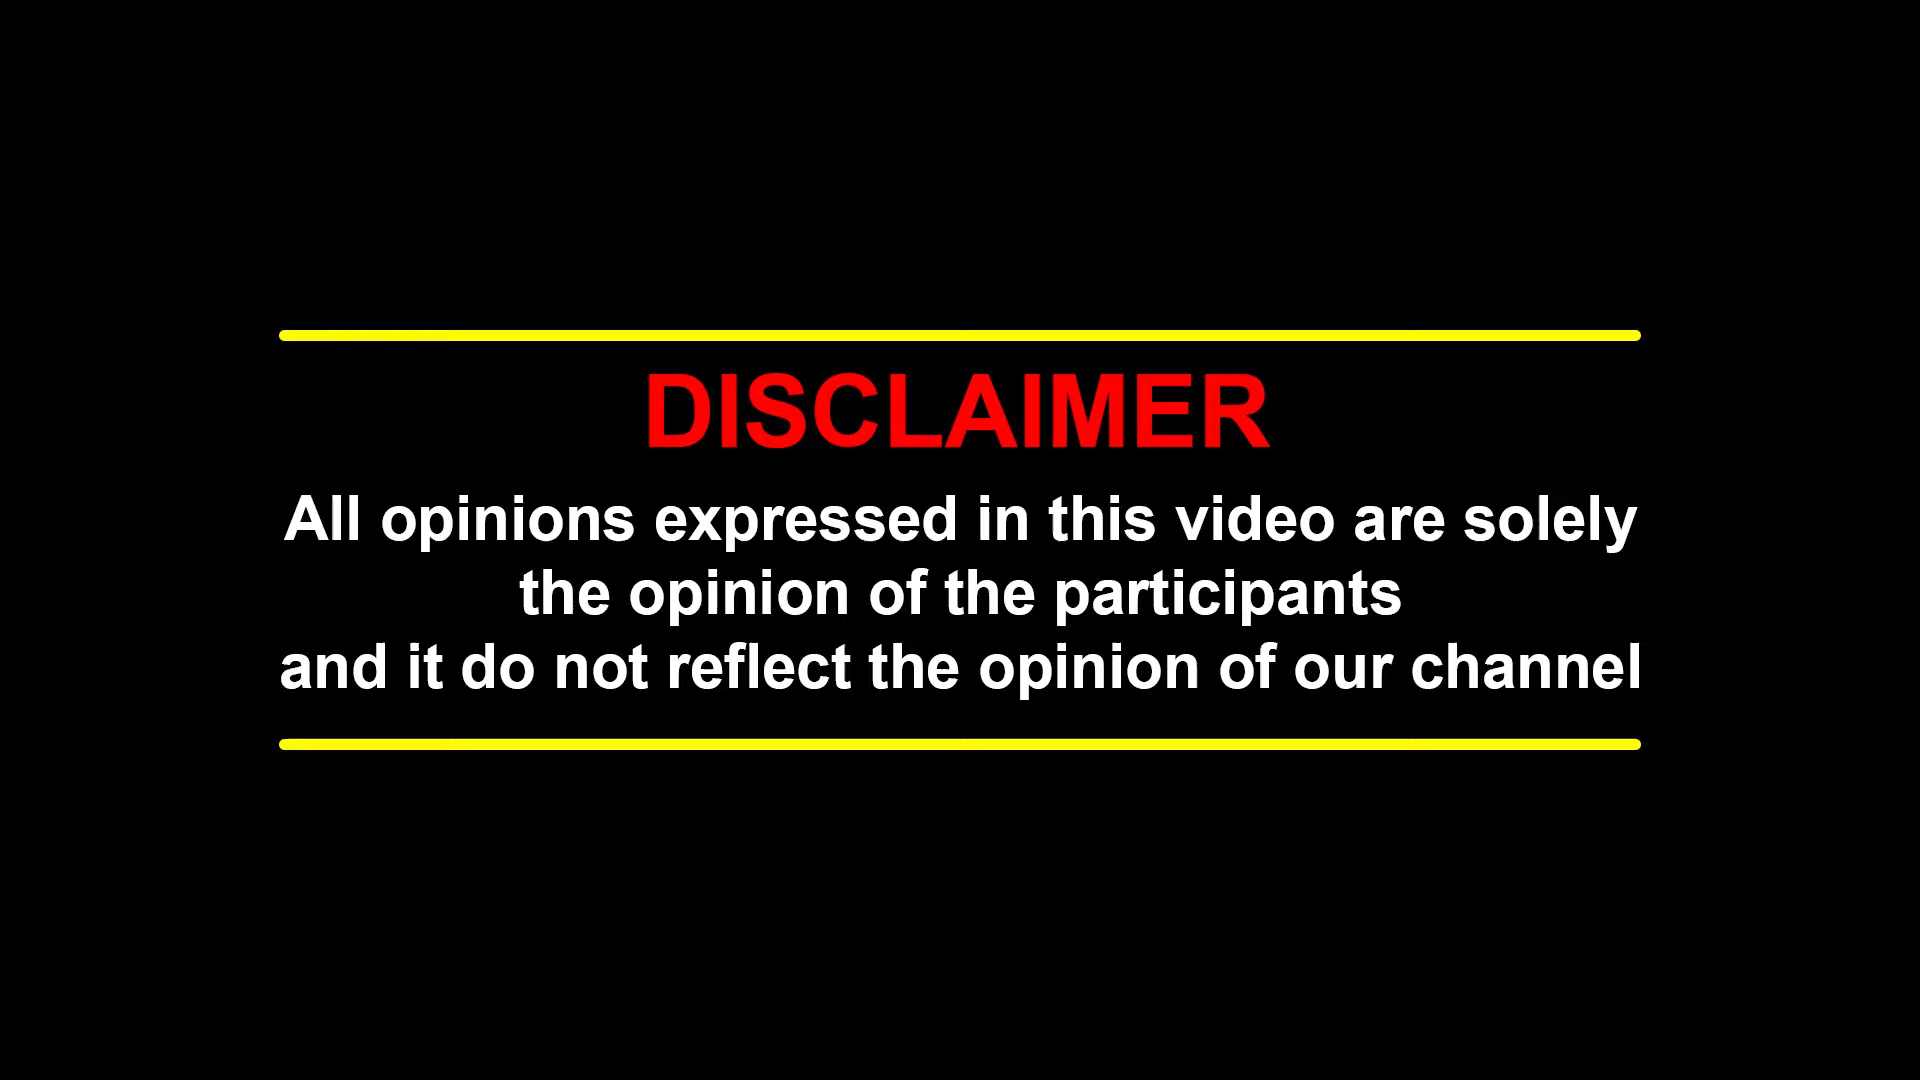 DISCLAIMER
All opinions expressed in this video are solely
the opinion of the participants
and it do not reflect the opinion of our channel